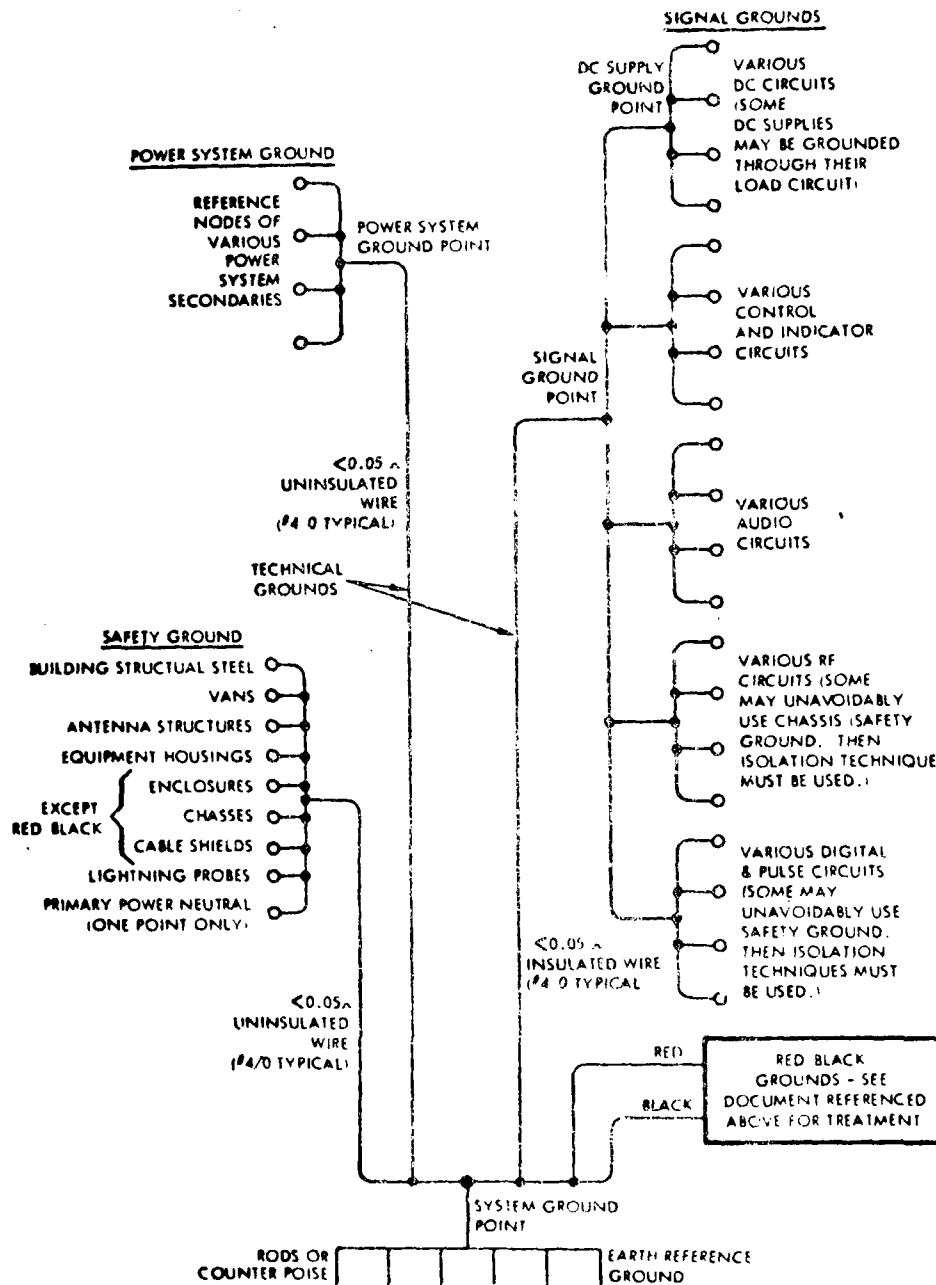 SIGNAL GROUNDS
DC SUPPLY
GROUND
POINT
VARIOUS
DC CIRCUITS
(SOME
DC SUPPLIES
MAY BE GROUNDED
THROUGH THEIR
LOAD CIRCUIT)
POWER SYSTEM GROUND
REFERENCE
NODES OF
VARIOUS
POWER
SYSTEM
SECONDARIES
POWER SYSTEM
GROUND POINT
VARIOUS
CONTROL
AND INDICATOR
CIRCUITS
SIGNAL
GROUND
POINT
<0.05
UNINSULATED
WIRE
(#4 0 TYPICAL)
VARIOUS
AUDIO
CIRCUITS
TECHNICAL
GROUNDS
SAFETY GROUND
BUILDING STRUCTUAL STEEL
VANS
ANTENNA STRUCTURES
EQUIPMENT HOUSINGS
ENCLOSURES
EXCEPT
RED BLACK
CHASSES
CABLE SHIELDS
LIGHTNING PROBES
PRIMARY POWER NEUTRAL
(ONE POINT ONLY)
VARIOUS RF
CIRCUITS (SOME
MAY UNAVOIDABLY
USE CHASSIS (SAFETY
GROUND. THEN
ISOLATION TECHNIQUE
MUST BE USED.)
VARIOUS DIGITAL
& PULSE CIRCUITS
(SOME MAY
UNAVOIDABLY USE
SAFETY GROUND.
THEN ISOLATION
TECHNIQUES MUST
BE USED.)
<0.05
INSULATED WIRE
(#4 0 TYPICAL
<0.05
UNINSULATED
WIRE
(#4/0 TYPICAL)
RED
BLACK
RED BLACK
GROUNDS - SEE
DOCUMENT REFERENCED
ABOVE FOR TREATMENT
SYSTEM GROUND
POINT
RODS OR
COUNTER POISE
EARTH REFERENCE
GROUND